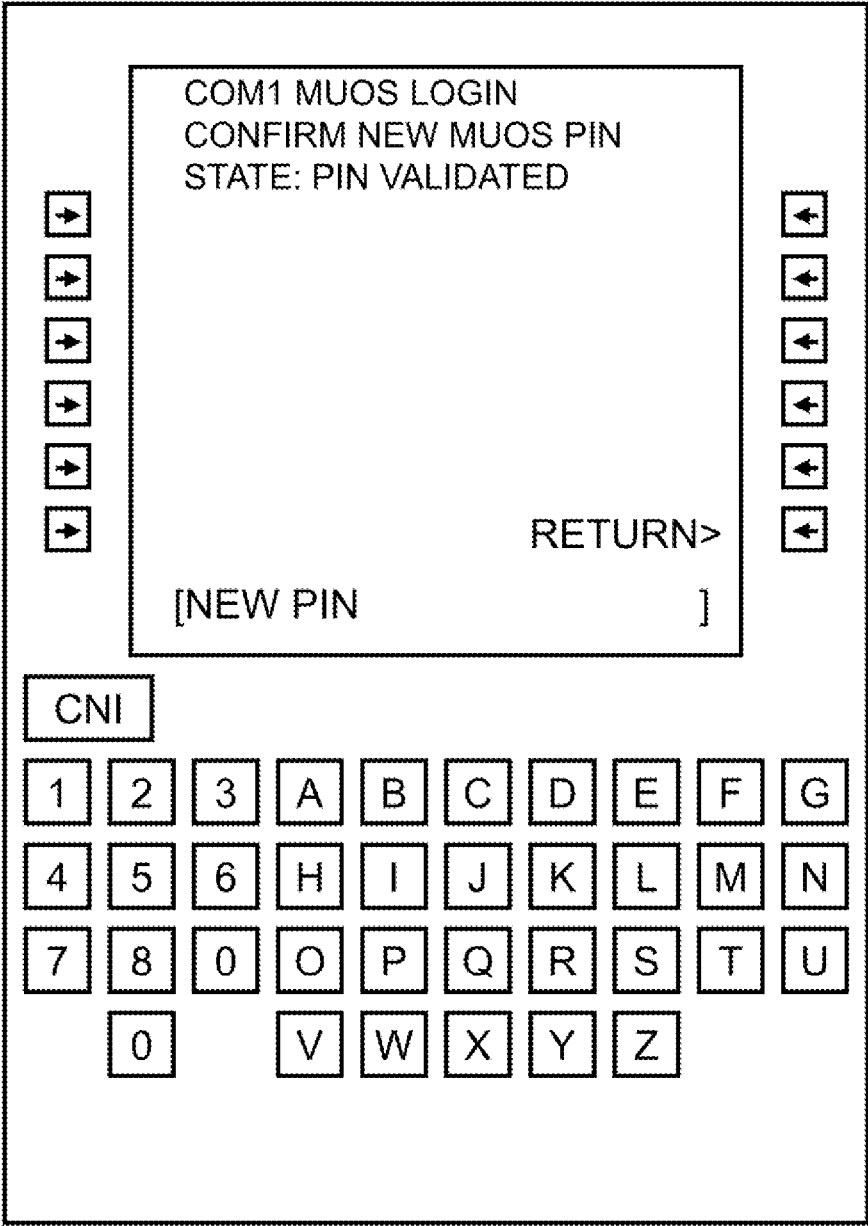 COM1 MUOS LOGIN
CONFIRM NEW MUOS PIN
STATE: PIN VALIDATED
RETURN>
[NEW PIN ]
CNI
1 2 3 A B C D E F G
4 5 6 H I J K L M N
7 8 0 O P Q R S T U
0 V W X Y Z